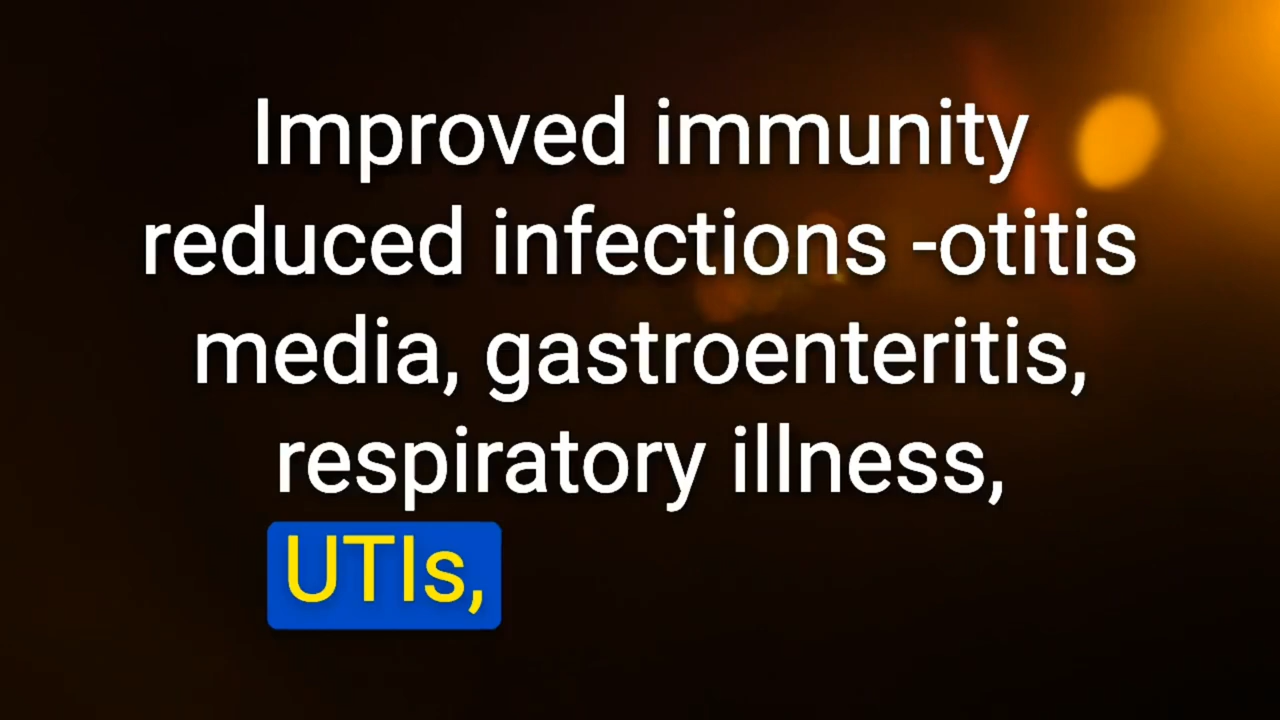 Improved immunity
reduced infections -otitis
media, gastroenteritis,
respiratory illness,
UTIs,